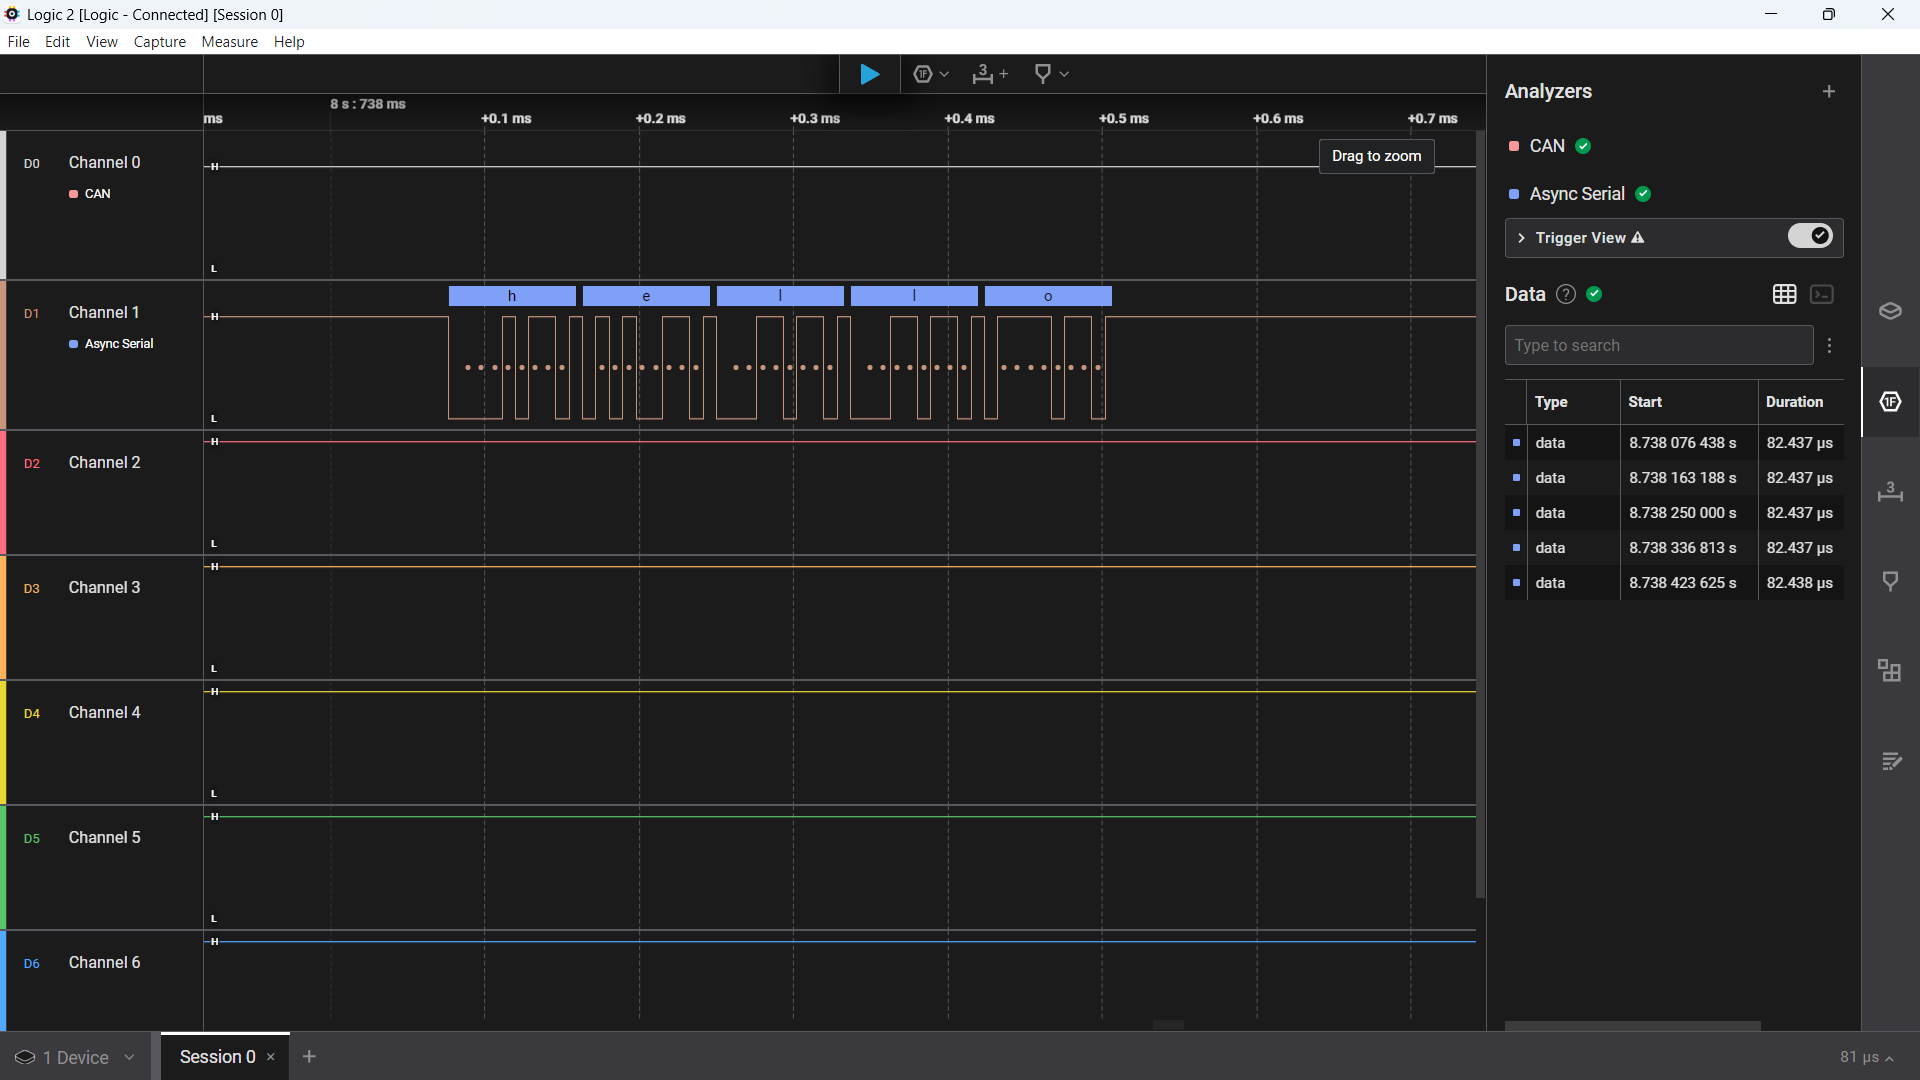 Logic 2 [Logic - Connected] [Session 0]
File Edit View Capture Measure Help
8 s : 738 ms
ms +0.1 ms +0.2 ms +0.3 ms +0.4 ms +0.5 ms +0.6 ms +0.7 ms
Drag to zoom
D0 Channel 0
CAN
H
L
D1 Channel 1
Async Serial
h e l l o
H
L
D2 Channel 2
H
L
D3 Channel 3
H
L
D4 Channel 4
H
L
D5 Channel 5
H
L
D6 Channel 6
H
Analyzers
CAN
Async Serial
Trigger View
Data
Type to search
Type Start Duration
data 8.738 076 438 s 82.437 μs
data 8.738 163 188 s 82.437 μs
data 8.738 250 000 s 82.437 μs
data 8.738 336 813 s 82.437 μs
data 8.738 423 625 s 82.438 μs
1F
3
1F
3
1 Device
Session 0
81 μs